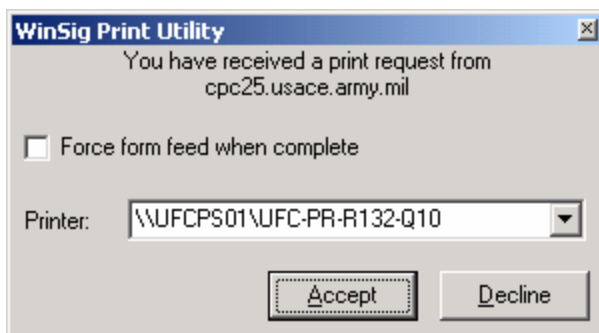 WinSig Print Utility
You have received a print request from
cpc25.usace.army.mil
Force form feed when complete
Printer: \\UFCPS01\UFC-PR-R132-Q10
Accept Decline